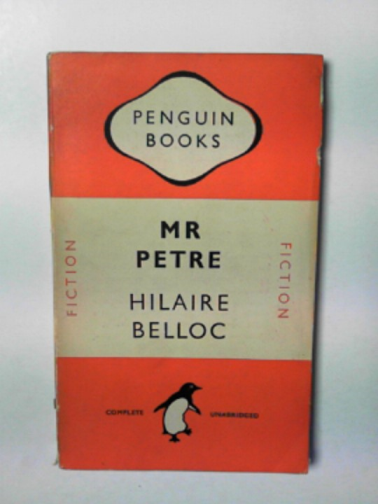 PENGUIN
BOOKS
MR
PETRE
HILAIRE
BELLOC
FICTION
FICTION
COMPLETE UNABRIDGED